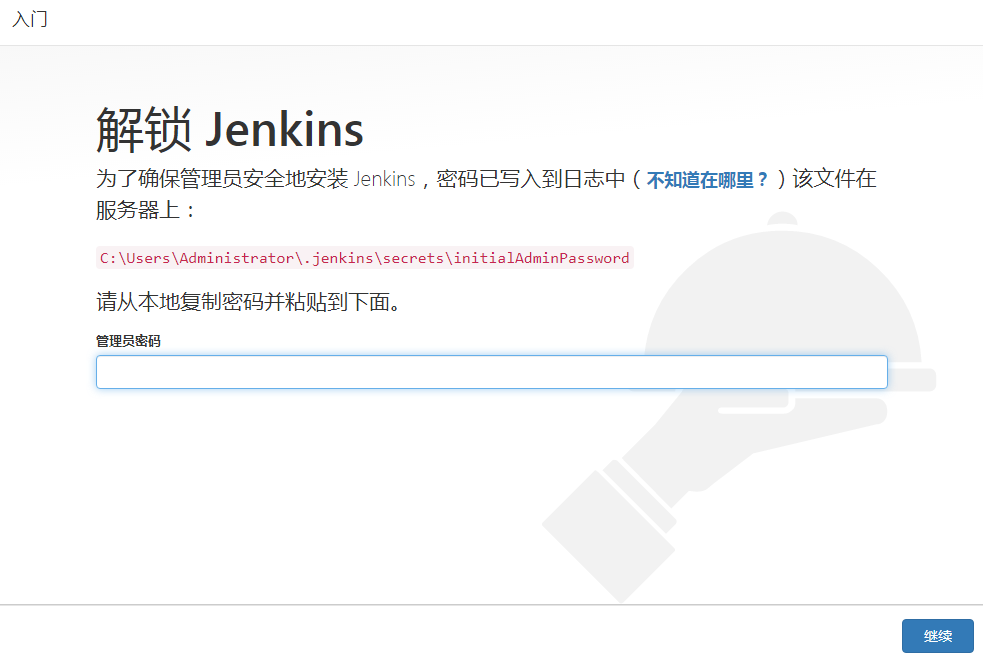 入门
解锁 Jenkins
为了确保管理员安全地安装 Jenkins，密码已写入到日志中（不知道在哪里？）该文件在
服务器上：
C:\Users\Administrator\.jenkins\secrets\initialAdminPassword
请从本地复制密码并粘贴到下面。
管理员密码
继续